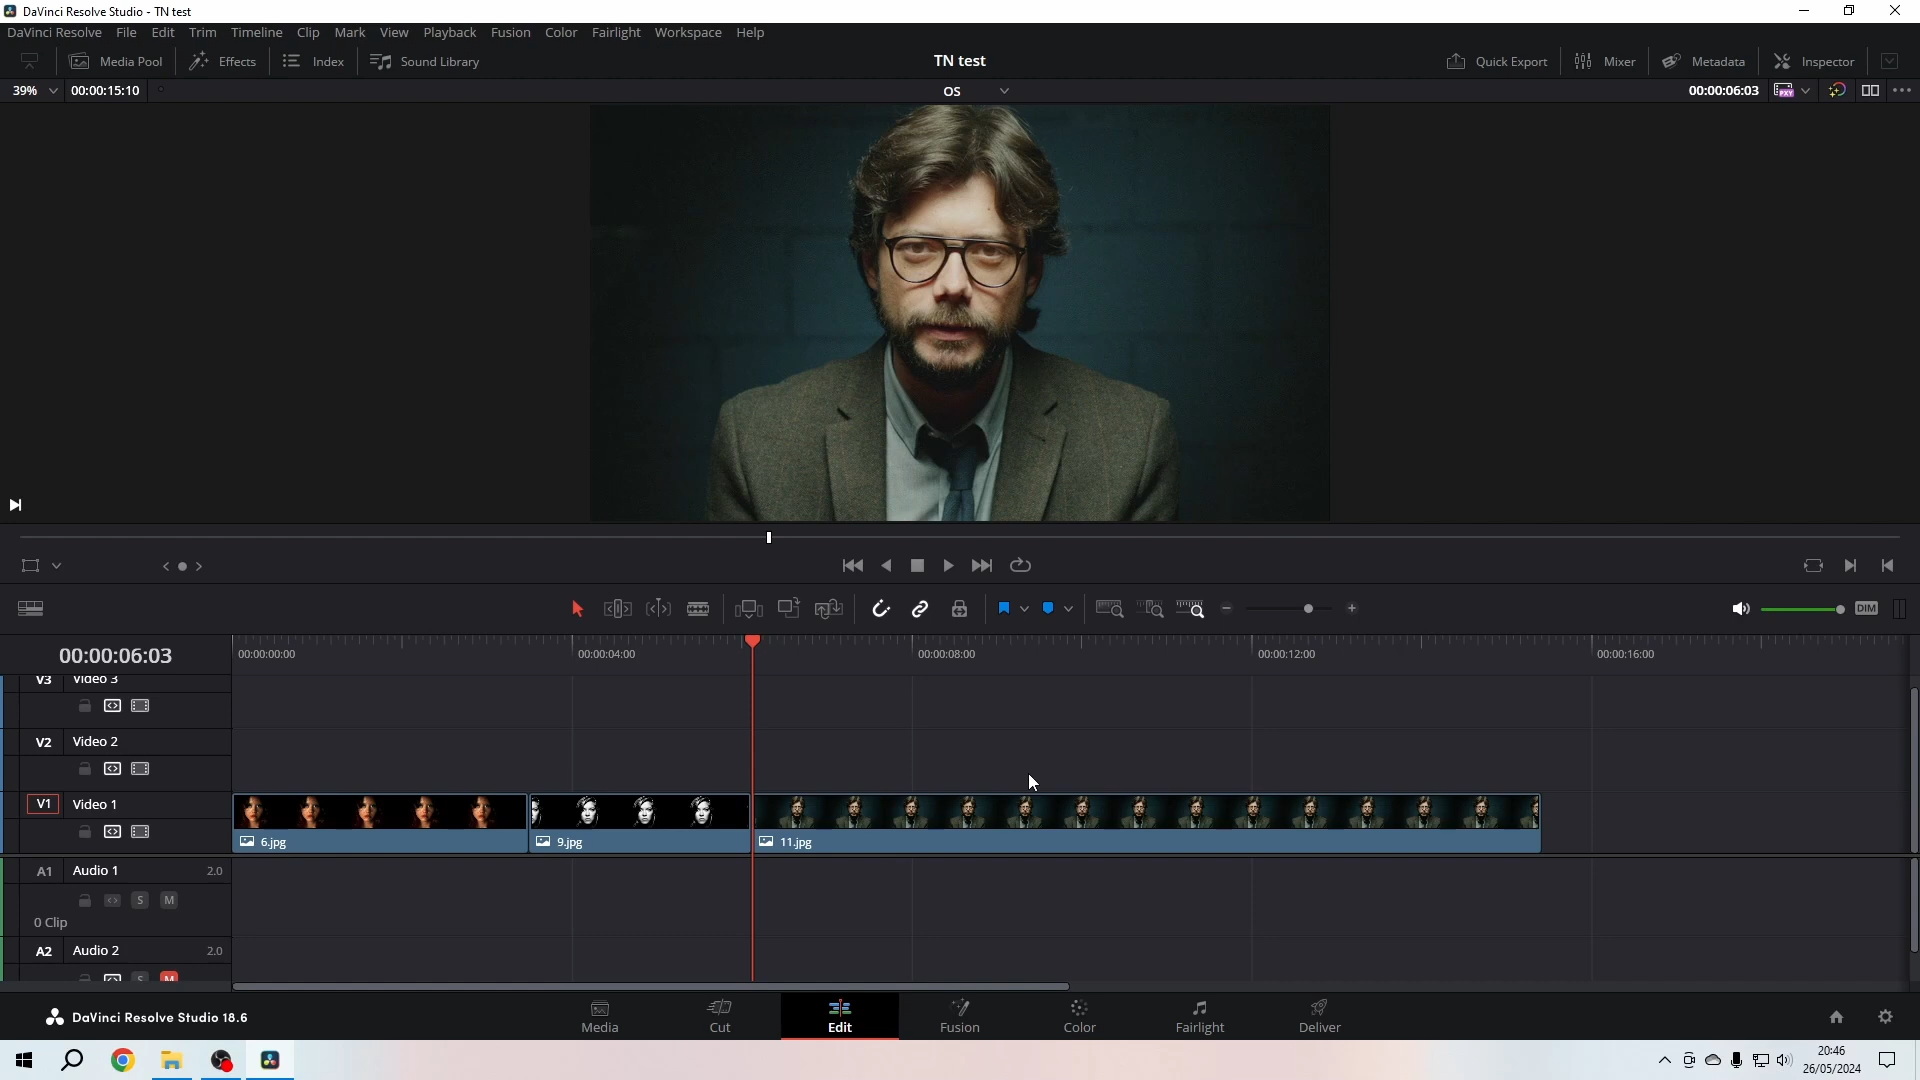 DaVinci Resolve Studio - TN test
DaVinci Resolve File Edit Trim Timeline Clip Mark View Playback Fusion Color Fairlight Workspace Help
Media Pool Effects Index Sound Library TN test Quick Export Mixer Metadata Inspector
39% 00:00:15:10 OS 00:00:06:03 PXY
DIM
00:00:06:03 00:00:00:00 00:00:04:00 00:00:08:00 00:00:12:00 00:00:16:00
V3 Video 3
V2 Video 2
V1 Video 1
6.jpg 9.jpg 11.jpg
A1 Audio 1 2.0
S M
0 Clip
A2 Audio 2 2.0
S M
DaVinci Resolve Studio 18.6 Media Cut Edit Fusion Color Fairlight Deliver
20:46
26/05/2024